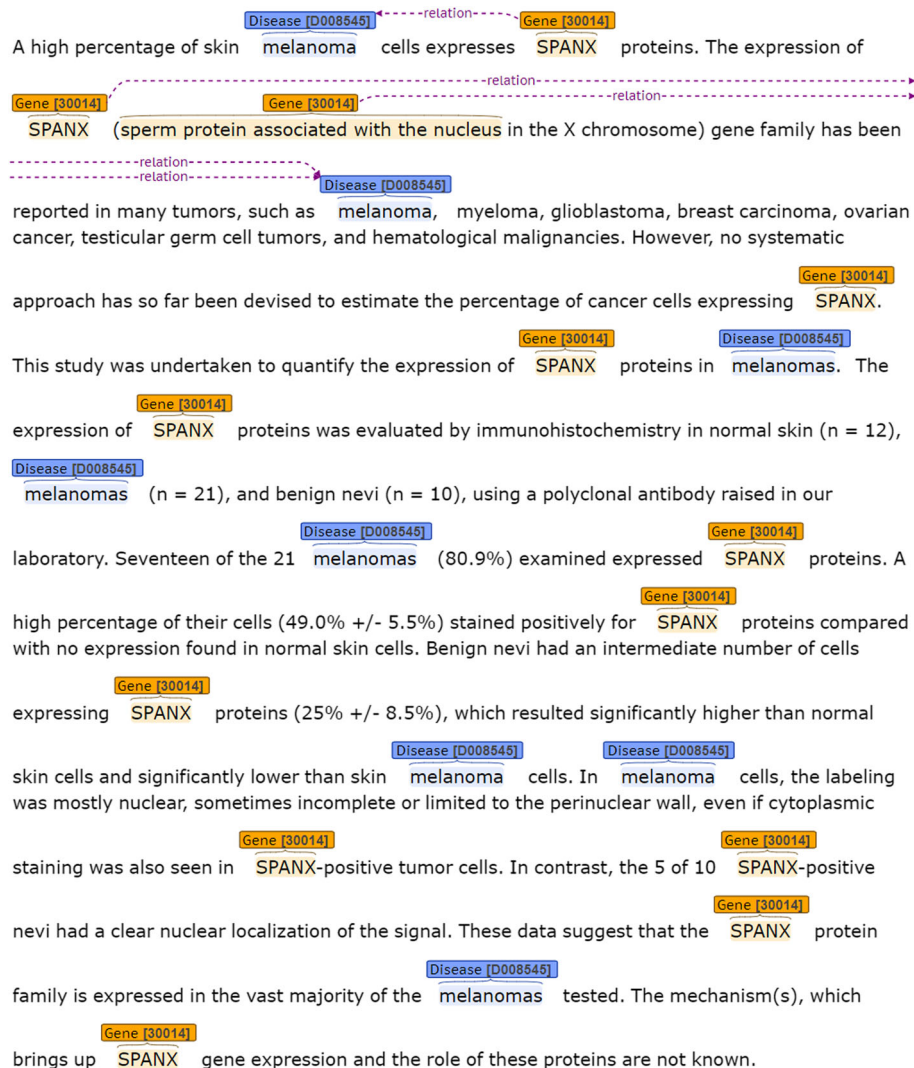 Disease [D008545] relation Gene [30014]
A high percentage of skin melanoma cells expresses SPANX proteins. The expression of
relation
Gene [30014] Gene [30014] relation
SPANX (sperm protein associated with the nucleus in the X chromosome) gene family has been
relation
relation
Disease [D008545]
reported in many tumors, such as melanoma, myeloma, glioblastoma, breast carcinoma, ovarian
cancer, testicular germ cell tumors, and hematological malignancies. However, no systematic
Gene [30014]
approach has so far been devised to estimate the percentage of cancer cells expressing SPANX.
Gene [30014] Disease [D008545]
This study was undertaken to quantify the expression of SPANX proteins in melanomas. The
Gene [30014]
expression of SPANX proteins was evaluated by immunohistochemistry in normal skin (n = 12),
Disease [D008545]
melanomas (n = 21), and benign nevi (n = 10), using a polyclonal antibody raised in our
Disease [D008545] Gene [30014]
laboratory. Seventeen of the 21 melanomas (80.9%) examined expressed SPANX proteins. A
Gene [30014]
high percentage of their cells (49.0% +/- 5.5%) stained positively for SPANX proteins compared
with no expression found in normal skin cells. Benign nevi had an intermediate number of cells
Gene [30014]
expressing SPANX proteins (25% +/- 8.5%), which resulted significantly higher than normal
Disease [D008545] Disease [D008545]
skin cells and significantly lower than skin melanoma cells. In melanoma cells, the labeling
was mostly nuclear, sometimes incomplete or limited to the perinuclear wall, even if cytoplasmic
Gene [30014] Gene [30014]
staining was also seen in SPANX-positive tumor cells. In contrast, the 5 of 10 SPANX-positive
Gene [30014]
nevi had a clear nuclear localization of the signal. These data suggest that the SPANX protein
Disease [D008545]
family is expressed in the vast majority of the melanomas tested. The mechanism(s), which
Gene [30014]
brings up SPANX gene expression and the role of these proteins are not known.